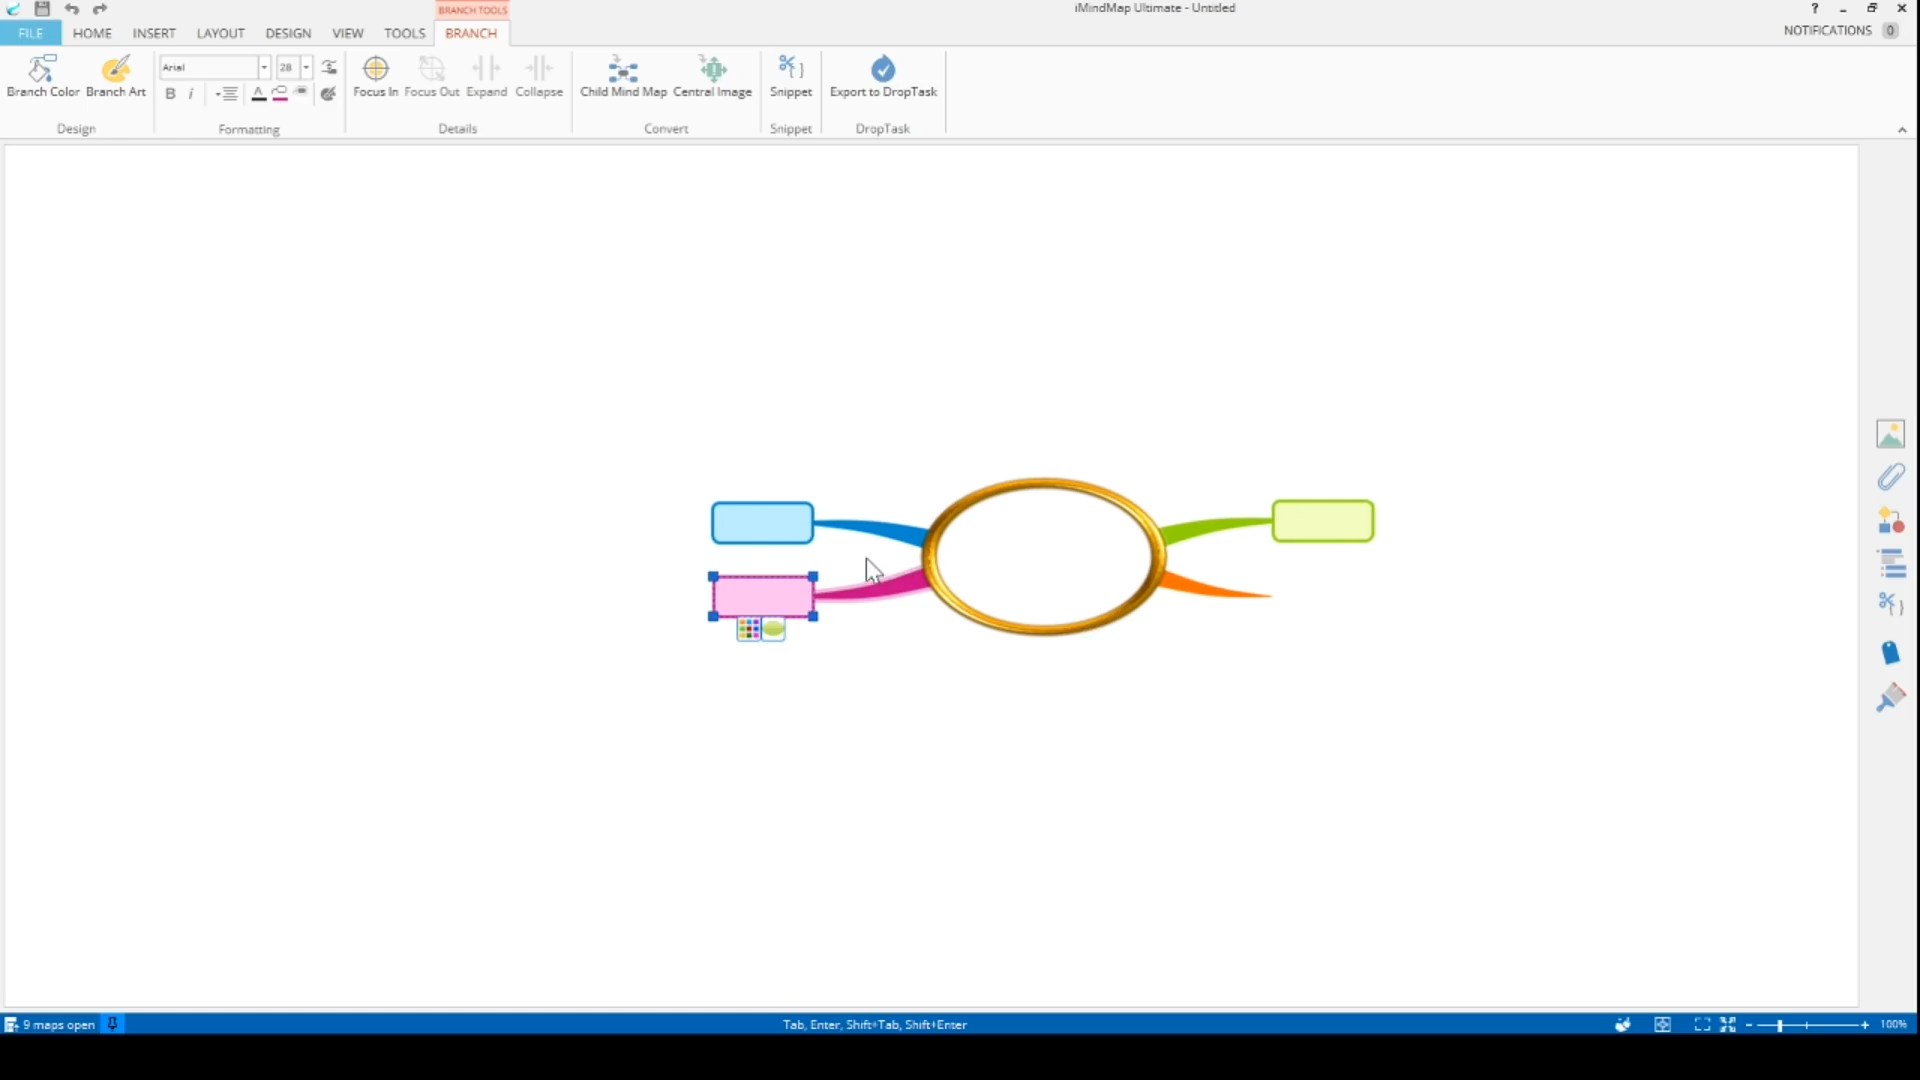 BRANCH TOOLS
iMindMap Ultimate - Untitled
?
FILE HOME INSERT LAYOUT DESIGN VIEW TOOLS BRANCH
NOTIFICATIONS 0
Arial 28
B i A
Branch Color Branch Art Focus In Focus Out Expand Collapse Child Mind Map Central Image Snippet Export to DropTask
Design Formatting Details Convert Snippet DropTask
9 maps open
Tab, Enter, Shift+Tab, Shift+Enter
- + 100%